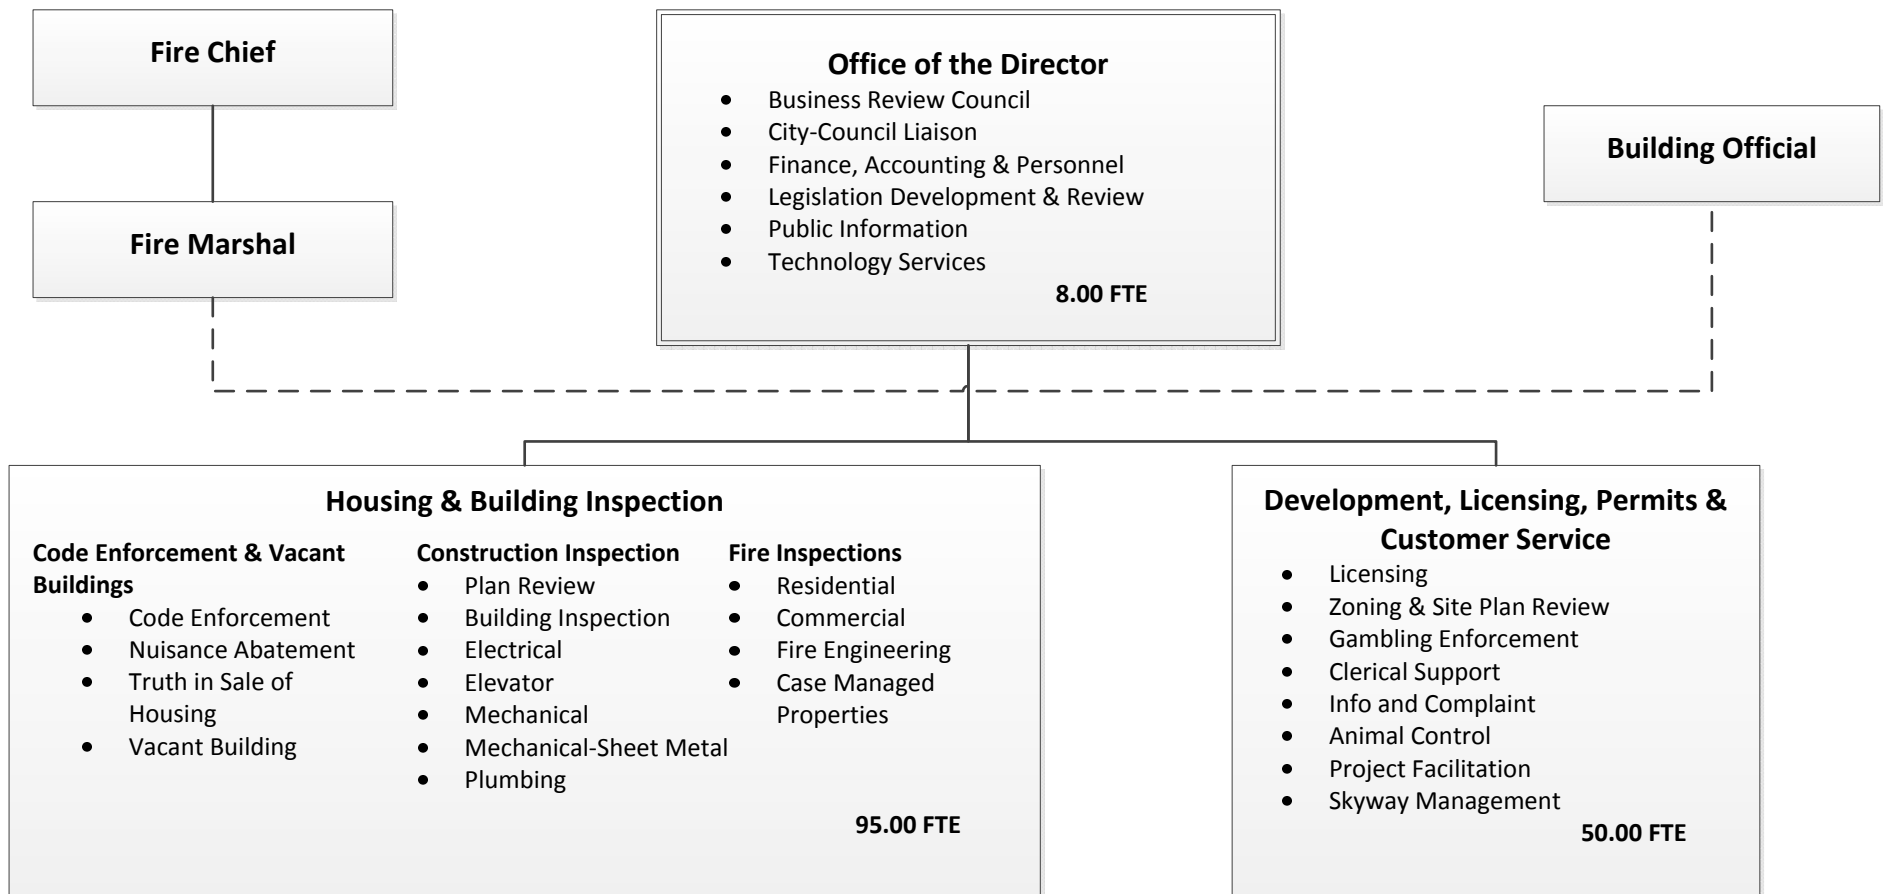 Fire Chief
Fire Marshal
Office of the Director
• Business Review Council
• City-Council Liaison
• Finance, Accounting & Personnel
• Legislation Development & Review
• Public Information
• Technology Services
8.00 FTE
Building Official
Housing & Building Inspection
Code Enforcement & Vacant
Buildings
• Code Enforcement
• Nuisance Abatement
• Truth in Sale of
Housing
• Vacant Building
Construction Inspection
• Plan Review
• Building Inspection
• Electrical
• Elevator
• Mechanical
• Mechanical-Sheet Metal
• Plumbing
Fire Inspections
• Residential
• Commercial
• Fire Engineering
• Case Managed
Properties
95.00 FTE
Development, Licensing, Permits &
Customer Service
• Licensing
• Zoning & Site Plan Review
• Gambling Enforcement
• Clerical Support
• Info and Complaint
• Animal Control
• Project Facilitation
• Skyway Management
50.00 FTE